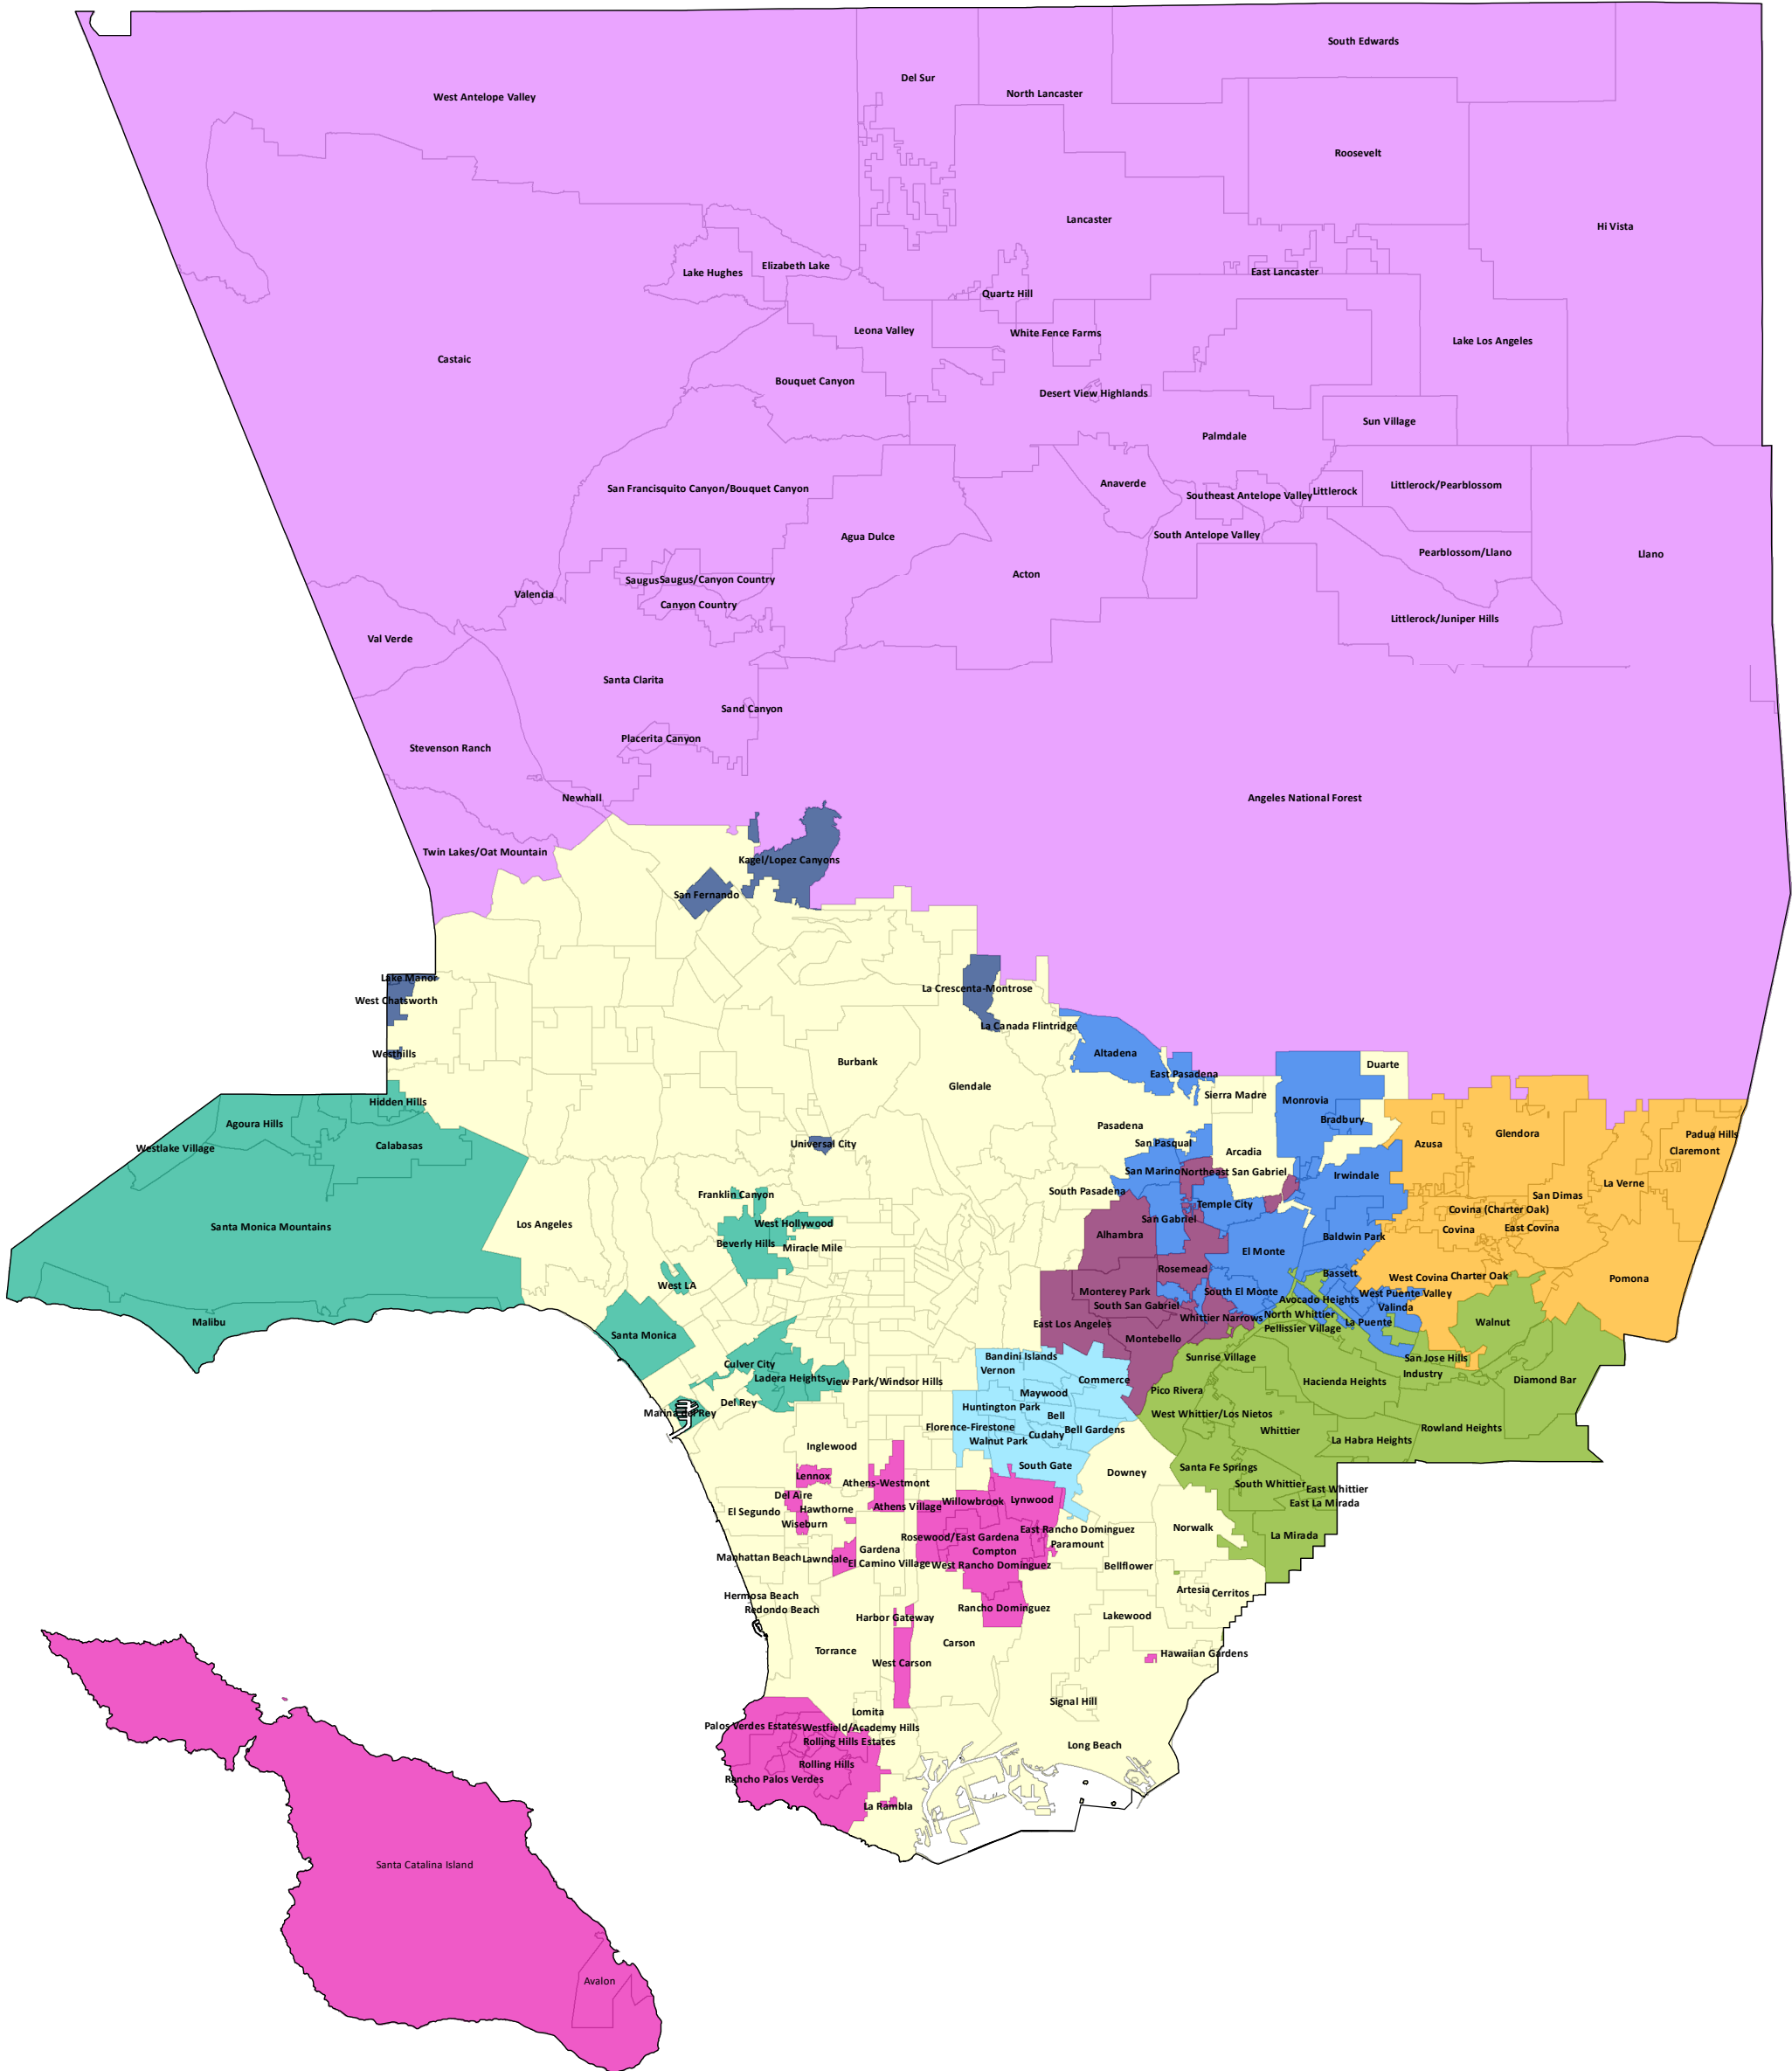 South Edwards
Del Sur
North Lancaster
West Antelope Valley
Roosevelt
Lancaster
Hi Vista
Elizabeth Lake
Lake Hughes
East Lancaster
Quartz Hill
Leona Valley
White Fence Farms
Lake Los Angeles
Castaic
Bouquet Canyon
Desert View Highlands
Sun Village
Palmdale
San Francisquito Canyon/Bouquet Canyon
Anaverde
Southeast Antelope Valley
Littlerock
Littlerock/Pearblossom
Agua Dulce
South Antelope Valley
Pearblossom/Llano
Llano
Acton
Saugus
Saugus/Canyon Country
Valencia
Canyon Country
Littlerock/Juniper Hills
Val Verde
Santa Clarita
Sand Canyon
Placerita Canyon
Stevenson Ranch
Newhall
Angeles National Forest
Twin Lakes/Oat Mountain
Kagel/Lopez Canyons
San Fernando
Lake Manor
West Chatsworth
La Crescenta-Montrose
La Canada Flintridge
Westhills
Burbank
Altadena
Duarte
East Pasadena
Glendale
Sierra Madre
Monrovia
Hidden Hills
Agoura Hills
Bradbury
Pasadena
Azusa
Glendora
Padua Hills
Claremont
Westlake Village
Calabasas
Universal City
San Pasqual
Arcadia
San Marino
Northeast San Gabriel
Irwindale
La Verne
South Pasadena
Franklin Canyon
San Dimas
Temple City
Covina (Charter Oak)
Santa Monica Mountains
Los Angeles
West Hollywood
San Gabriel
Covina
East Covina
Alhambra
Baldwin Park
Beverly Hills
Miracle Mile
El Monte
Rosemead
Bassett
West Covina
Charter Oak
Pomona
West LA
Monterey Park
South El Monte
West Puente Valley
Avocado Heights
South San Gabriel
Valinda
Malibu
Whittier Narrows
North Whittier
La Puente
Walnut
East Los Angeles
Pellissier Village
Santa Monica
Montebello
Bandini Islands
Sunrise Village
San Jose Hills
Culver City
Vernon
Industry
Ladera Heights
View Park/Windsor Hills
Commerce
Hacienda Heights
Diamond Bar
Maywood
Pico Rivera
Del Rey
Huntington Park
Marina del Rey
Bell
West Whittier/Los Nietos
Florence-Firestone
Bell Gardens
Whittier
Rowland Heights
Cudahy
Walnut Park
La Habra Heights
Inglewood
South Gate
Santa Fe Springs
Downey
Lennox
Athens-Westmont
South Whittier
East Whittier
Del Aire
Willowbrook
Lynwood
East La Mirada
El Segundo
Hawthorne
Athens Village
Wiseburn
Norwalk
East Rancho Dominguez
Rosewood/East Gardena
La Mirada
Paramount
Gardena
Compton
Manhattan Beach
Lawndale
El Camino Village
West Rancho Dominguez
Bellflower
Artesia
Cerritos
Hermosa Beach
Redondo Beach
Rancho Dominguez
Harbor Gateway
Lakewood
Carson
Torrance
Hawaiian Gardens
West Carson
Signal Hill
Lomita
Palos Verdes Estates
Westfield/Academy Hills
Rolling Hills Estates
Long Beach
Rolling Hills
Rancho Palos Verdes
La Rambla
Santa Catalina Island
Avalon